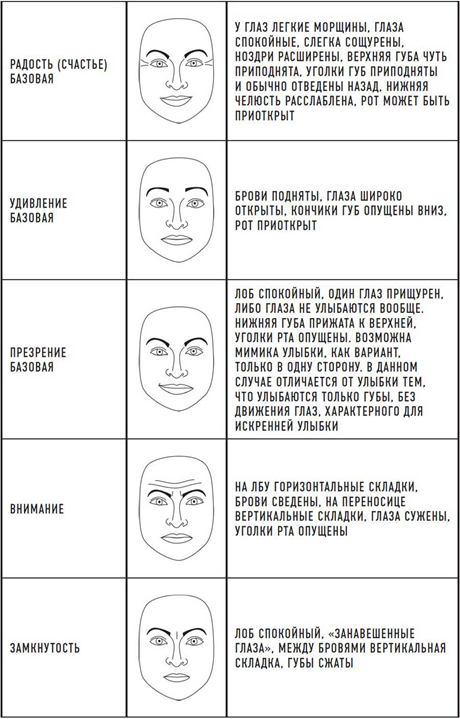 РАДОСТЬ (СЧАСТЬЕ)
БАЗОВАЯ
У ГЛАЗ ЛЕГКИЕ МОРЩИНЫ, ГЛАЗА
СПОКОЙНЫЕ, СЛЕГКА СОЩУРЕНЫ,
НОЗДРИ РАСШИРЕНЫ, ВЕРХНЯЯ ГУБА ЧУТЬ
ПРИПОДНЯТА, УГОЛКИ ГУБ ПРИПОДНЯТЫ
И ОБЫЧНО ОТВЕДЕНЫ НАЗАД, НИЖНЯЯ
ЧЕЛЮСТЬ РАССЛАБЛЕНА, РОТ МОЖЕТ БЫТЬ
ПРИОТКРЫТ
УДИВЛЕНИЕ
БАЗОВАЯ
БРОВИ ПОДНЯТЫ, ГЛАЗА ШИРОКО
ОТКРЫТЫ, КОНЧИКИ ГУБ ОПУЩЕНЫ ВНИЗ,
РОТ ПРИОТКРЫТ
ПРЕЗРЕНИЕ
БАЗОВАЯ
ЛОБ СПОКОЙНЫЙ, ОДИН ГЛАЗ ПРИЩУРЕН,
ЛИБО ГЛАЗА НЕ УЛЫБАЮТСЯ ВООБЩЕ.
НИЖНЯЯ ГУБА ПРИЖАТА К ВЕРХНЕЙ,
УГОЛКИ РТА ОПУЩЕНЫ. ВОЗМОЖНА
МИМИКА УЛЫБКИ, КАК ВАРИАНТ,
ТОЛЬКО В ОДНУ СТОРОНУ. В ДАННОМ
СЛУЧАЕ ОТЛИЧАЕТСЯ ОТ УЛЫБКИ ТЕМ,
ЧТО УЛЫБАЮТСЯ ТОЛЬКО ГУБЫ, БЕЗ
ДВИЖЕНИЯ ГЛАЗ, ХАРАКТЕРНОГО ДЛЯ
ИСКРЕННЕЙ УЛЫБКИ
ВНИМАНИЕ
НА ЛБУ ГОРИЗОНТАЛЬНЫЕ СКЛАДКИ,
БРОВИ СВЕДЕНЫ, НА ПЕРЕНОСИЦЕ
ВЕРТИКАЛЬНЫЕ СКЛАДКИ, ГЛАЗА СУЖЕНЫ,
УГОЛКИ РТА ОПУЩЕНЫ
ЗАМКНУТОСТЬ
ЛОБ СПОКОЙНЫЙ, «ЗАНАВЕШЕННЫЕ
ГЛАЗА», МЕЖДУ БРОВЯМИ ВЕРТИКАЛЬНАЯ
СКЛАДКА, ГУБЫ СЖАТЫ